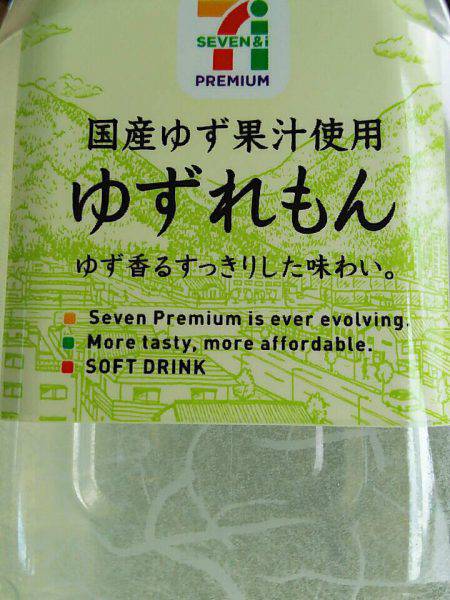 SEVEN&i
PREMIUM
国産ゆず果汁使用
ゆずれもん
ゆず香るすっきりした味わい。
Seven Premium is ever evolving.
More tasty, more affordable.
SOFT DRINK